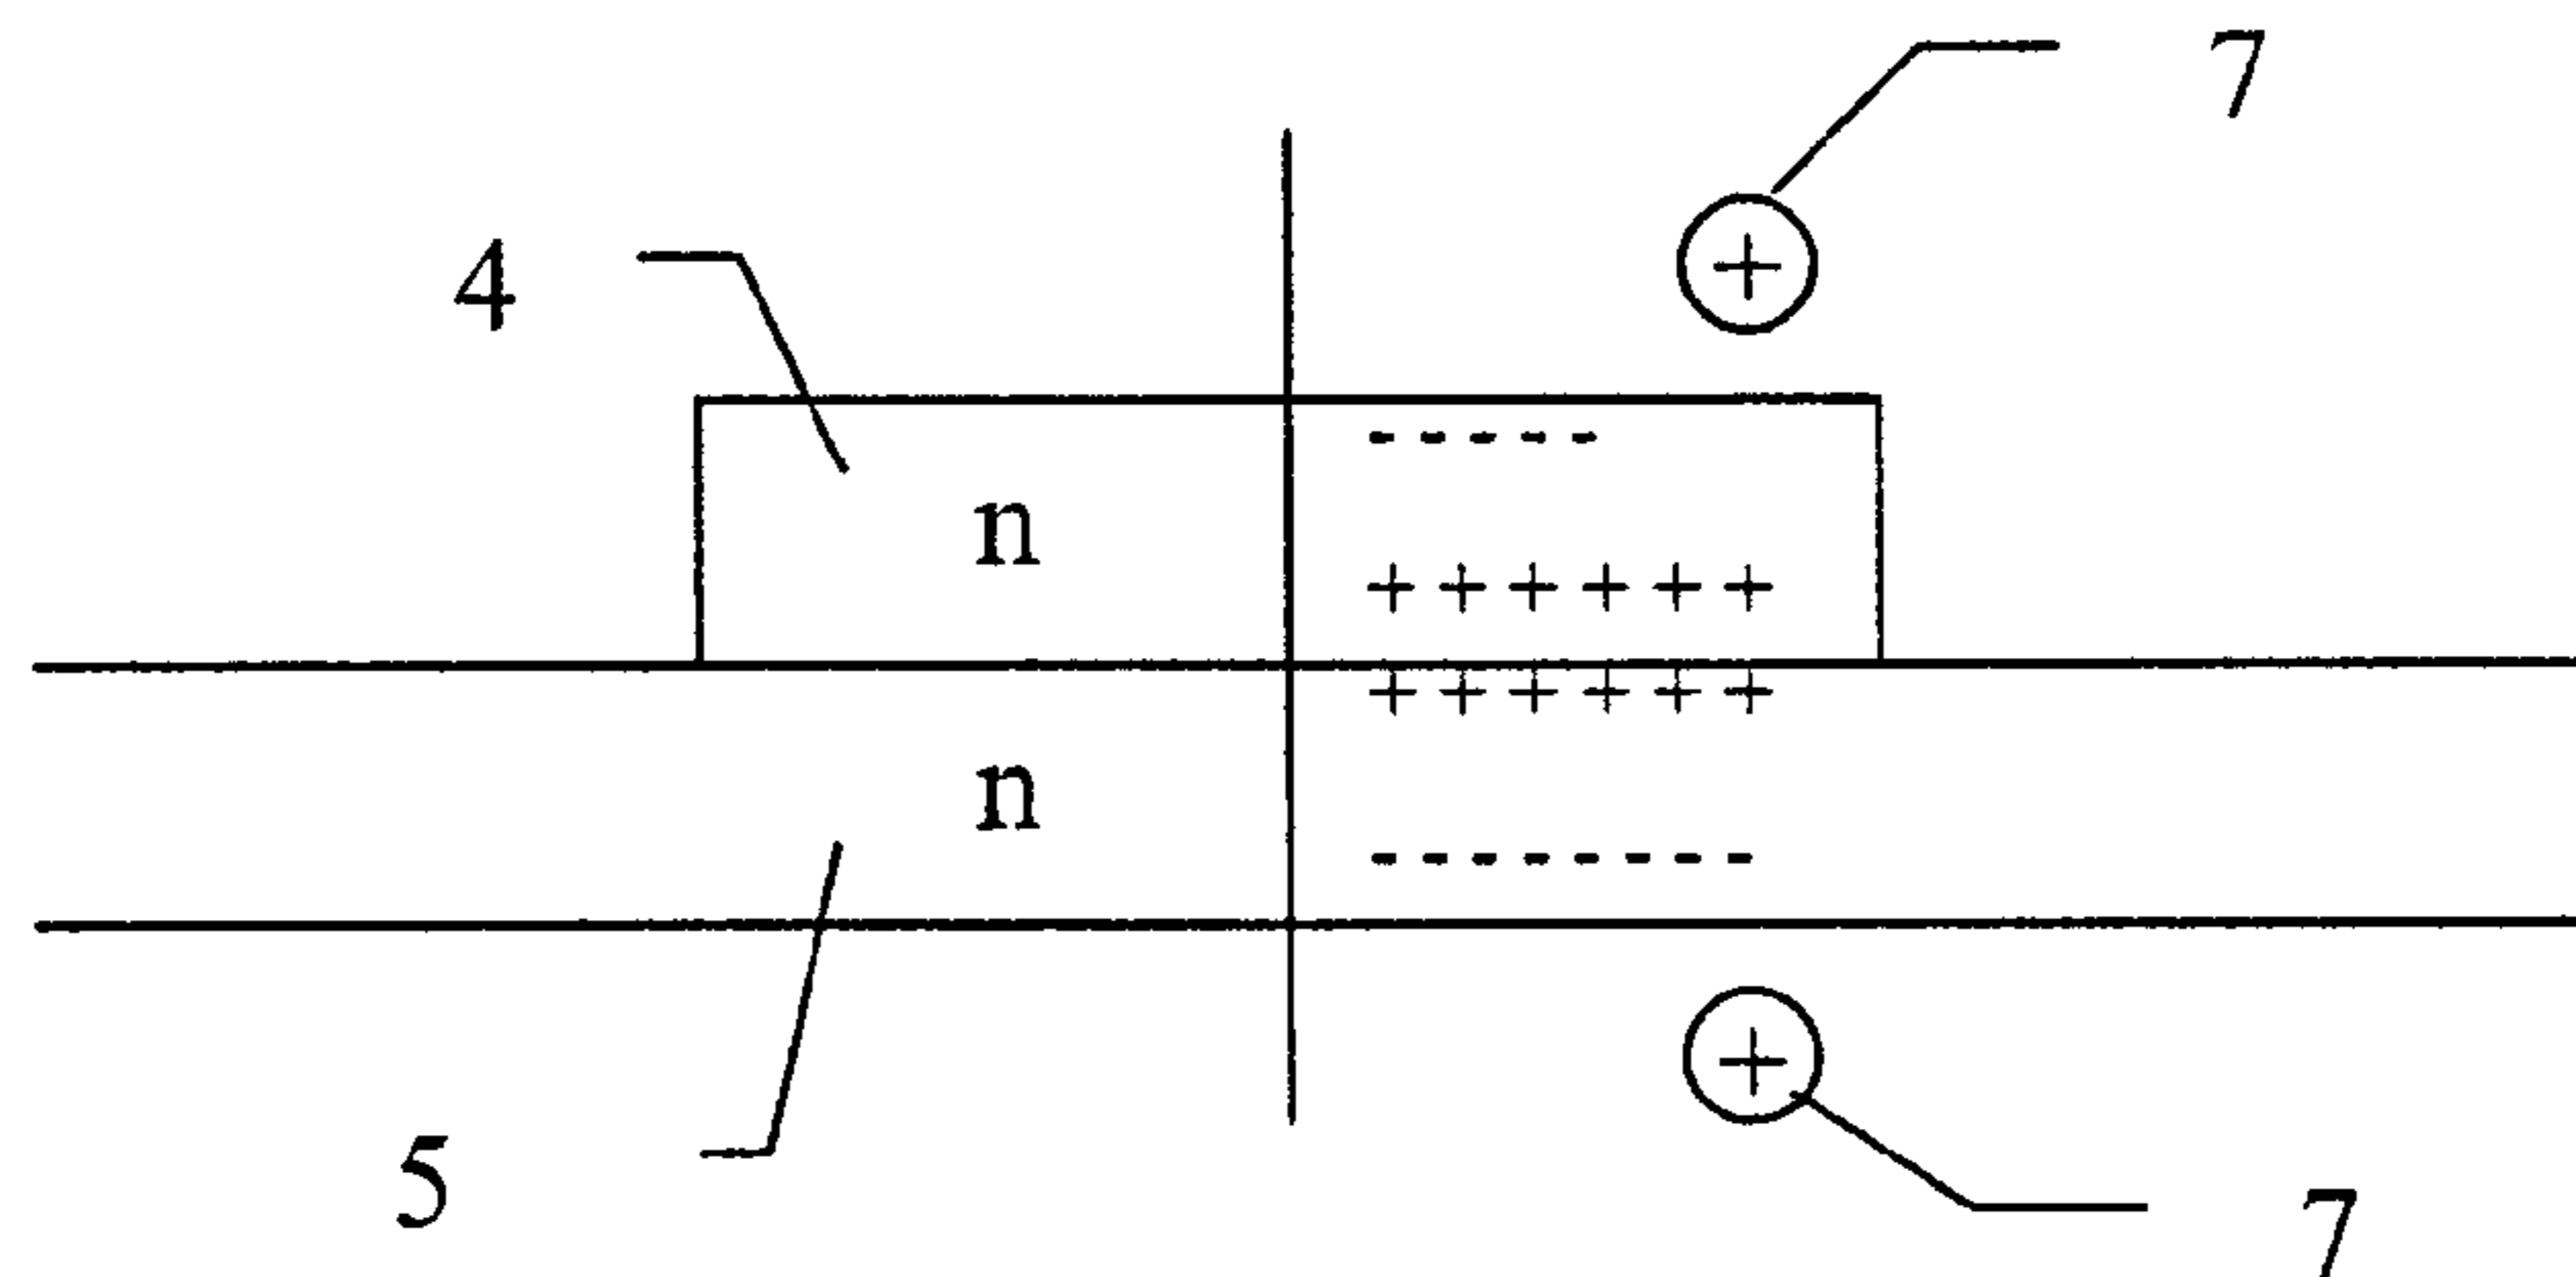 7
4
+
- - - - -
n
+ + + + + +
+ + + + + +
n
- - - - - - - -
+
5
7